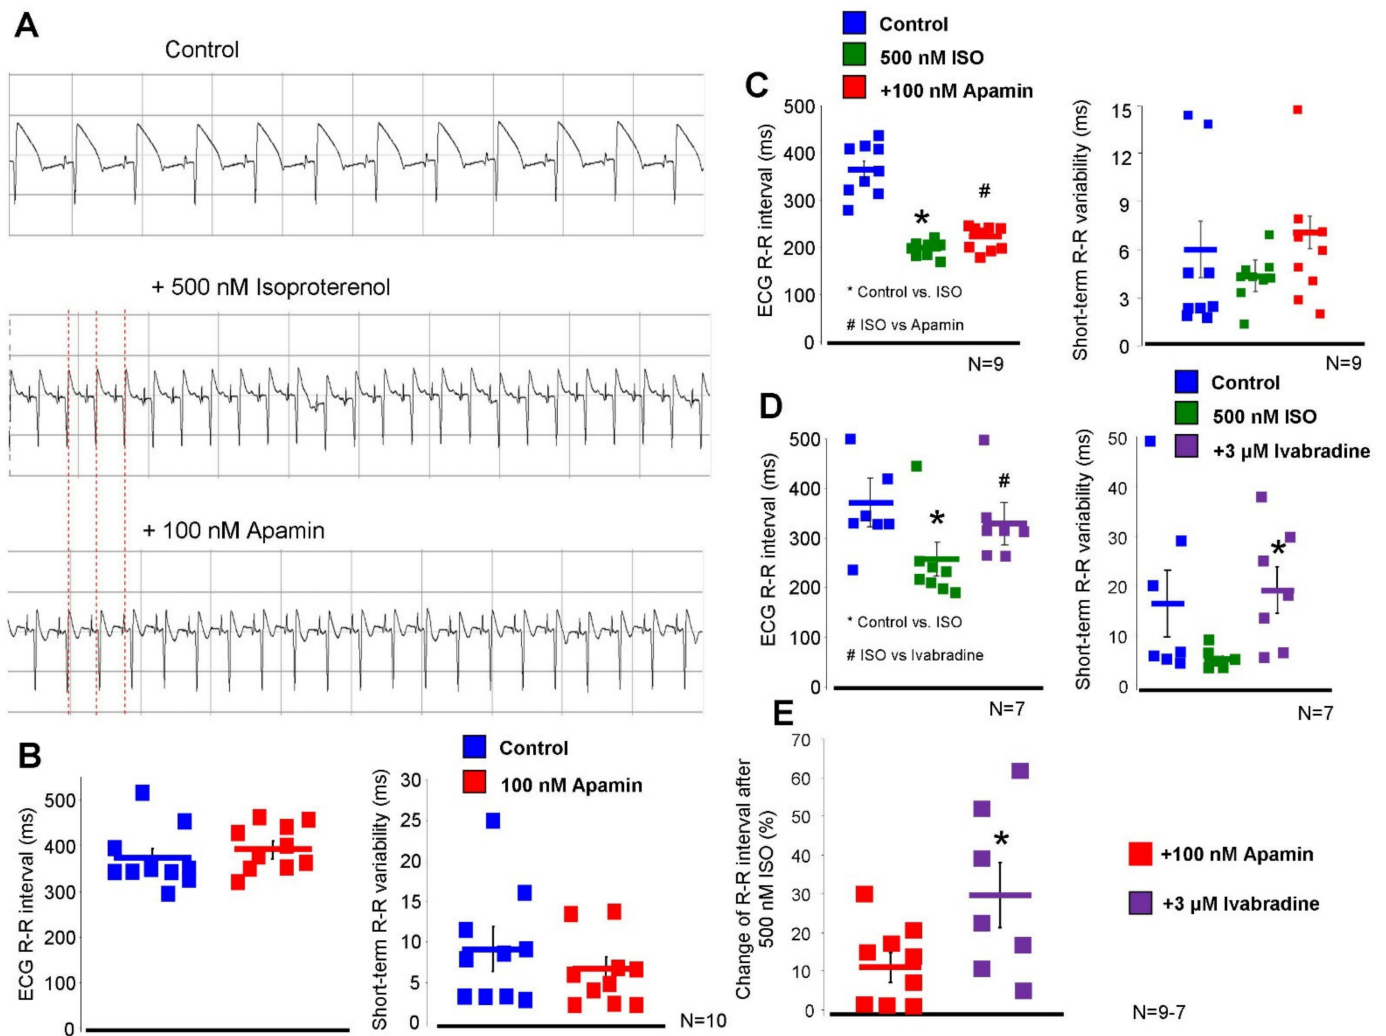 A
Control
+ 500 nM Isoproterenol
+ 100 nM Apamin
B
Control
100 nM Apamin
ECG R-R interval (ms)
500
400
300
200
100
0
Short-term R-R variability (ms)
30
25
20
15
10
5
0
N=10
C
Control
500 nM ISO
+100 nM Apamin
ECG R-R interval (ms)
500
400
300
200
100
0
*
#
* Control vs. ISO
# ISO vs Apamin
N=9
Short-term R-R variability (ms)
15
12
9
6
3
0
N=9
D
Control
500 nM ISO
+3 µM Ivabradine
ECG R-R interval (ms)
500
400
300
200
100
0
*
#
* Control vs. ISO
# ISO vs Ivabradine
N=7
Short-term R-R variability (ms)
50
40
30
20
10
0
*
N=7
E
Change of R-R interval after
500 nM ISO (%)
70
60
50
40
30
20
10
0
*
+100 nM Apamin
+3 µM Ivabradine
N=9-7